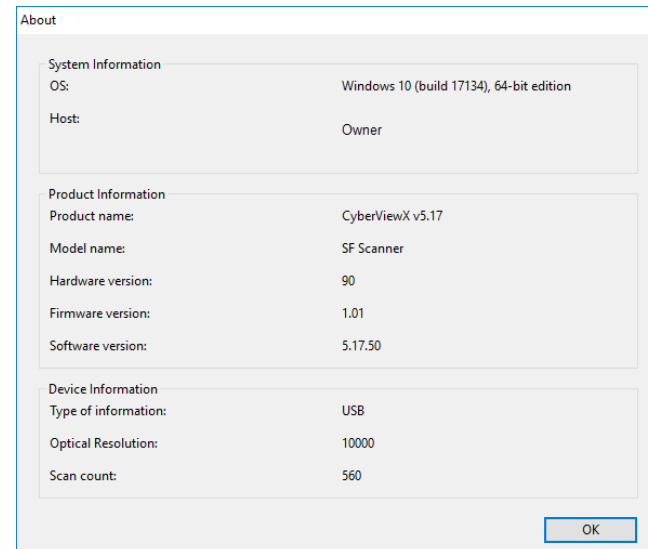 About
System Information
OS: Windows 10 (build 17134), 64-bit edition
Host: Owner
Product Information
Product name: CyberViewX v5.17
Model name: SF Scanner
Hardware version: 90
Firmware version: 1.01
Software version: 5.17.50
Device Information
Type of information: USB
Optical Resolution: 10000
Scan count: 560
OK